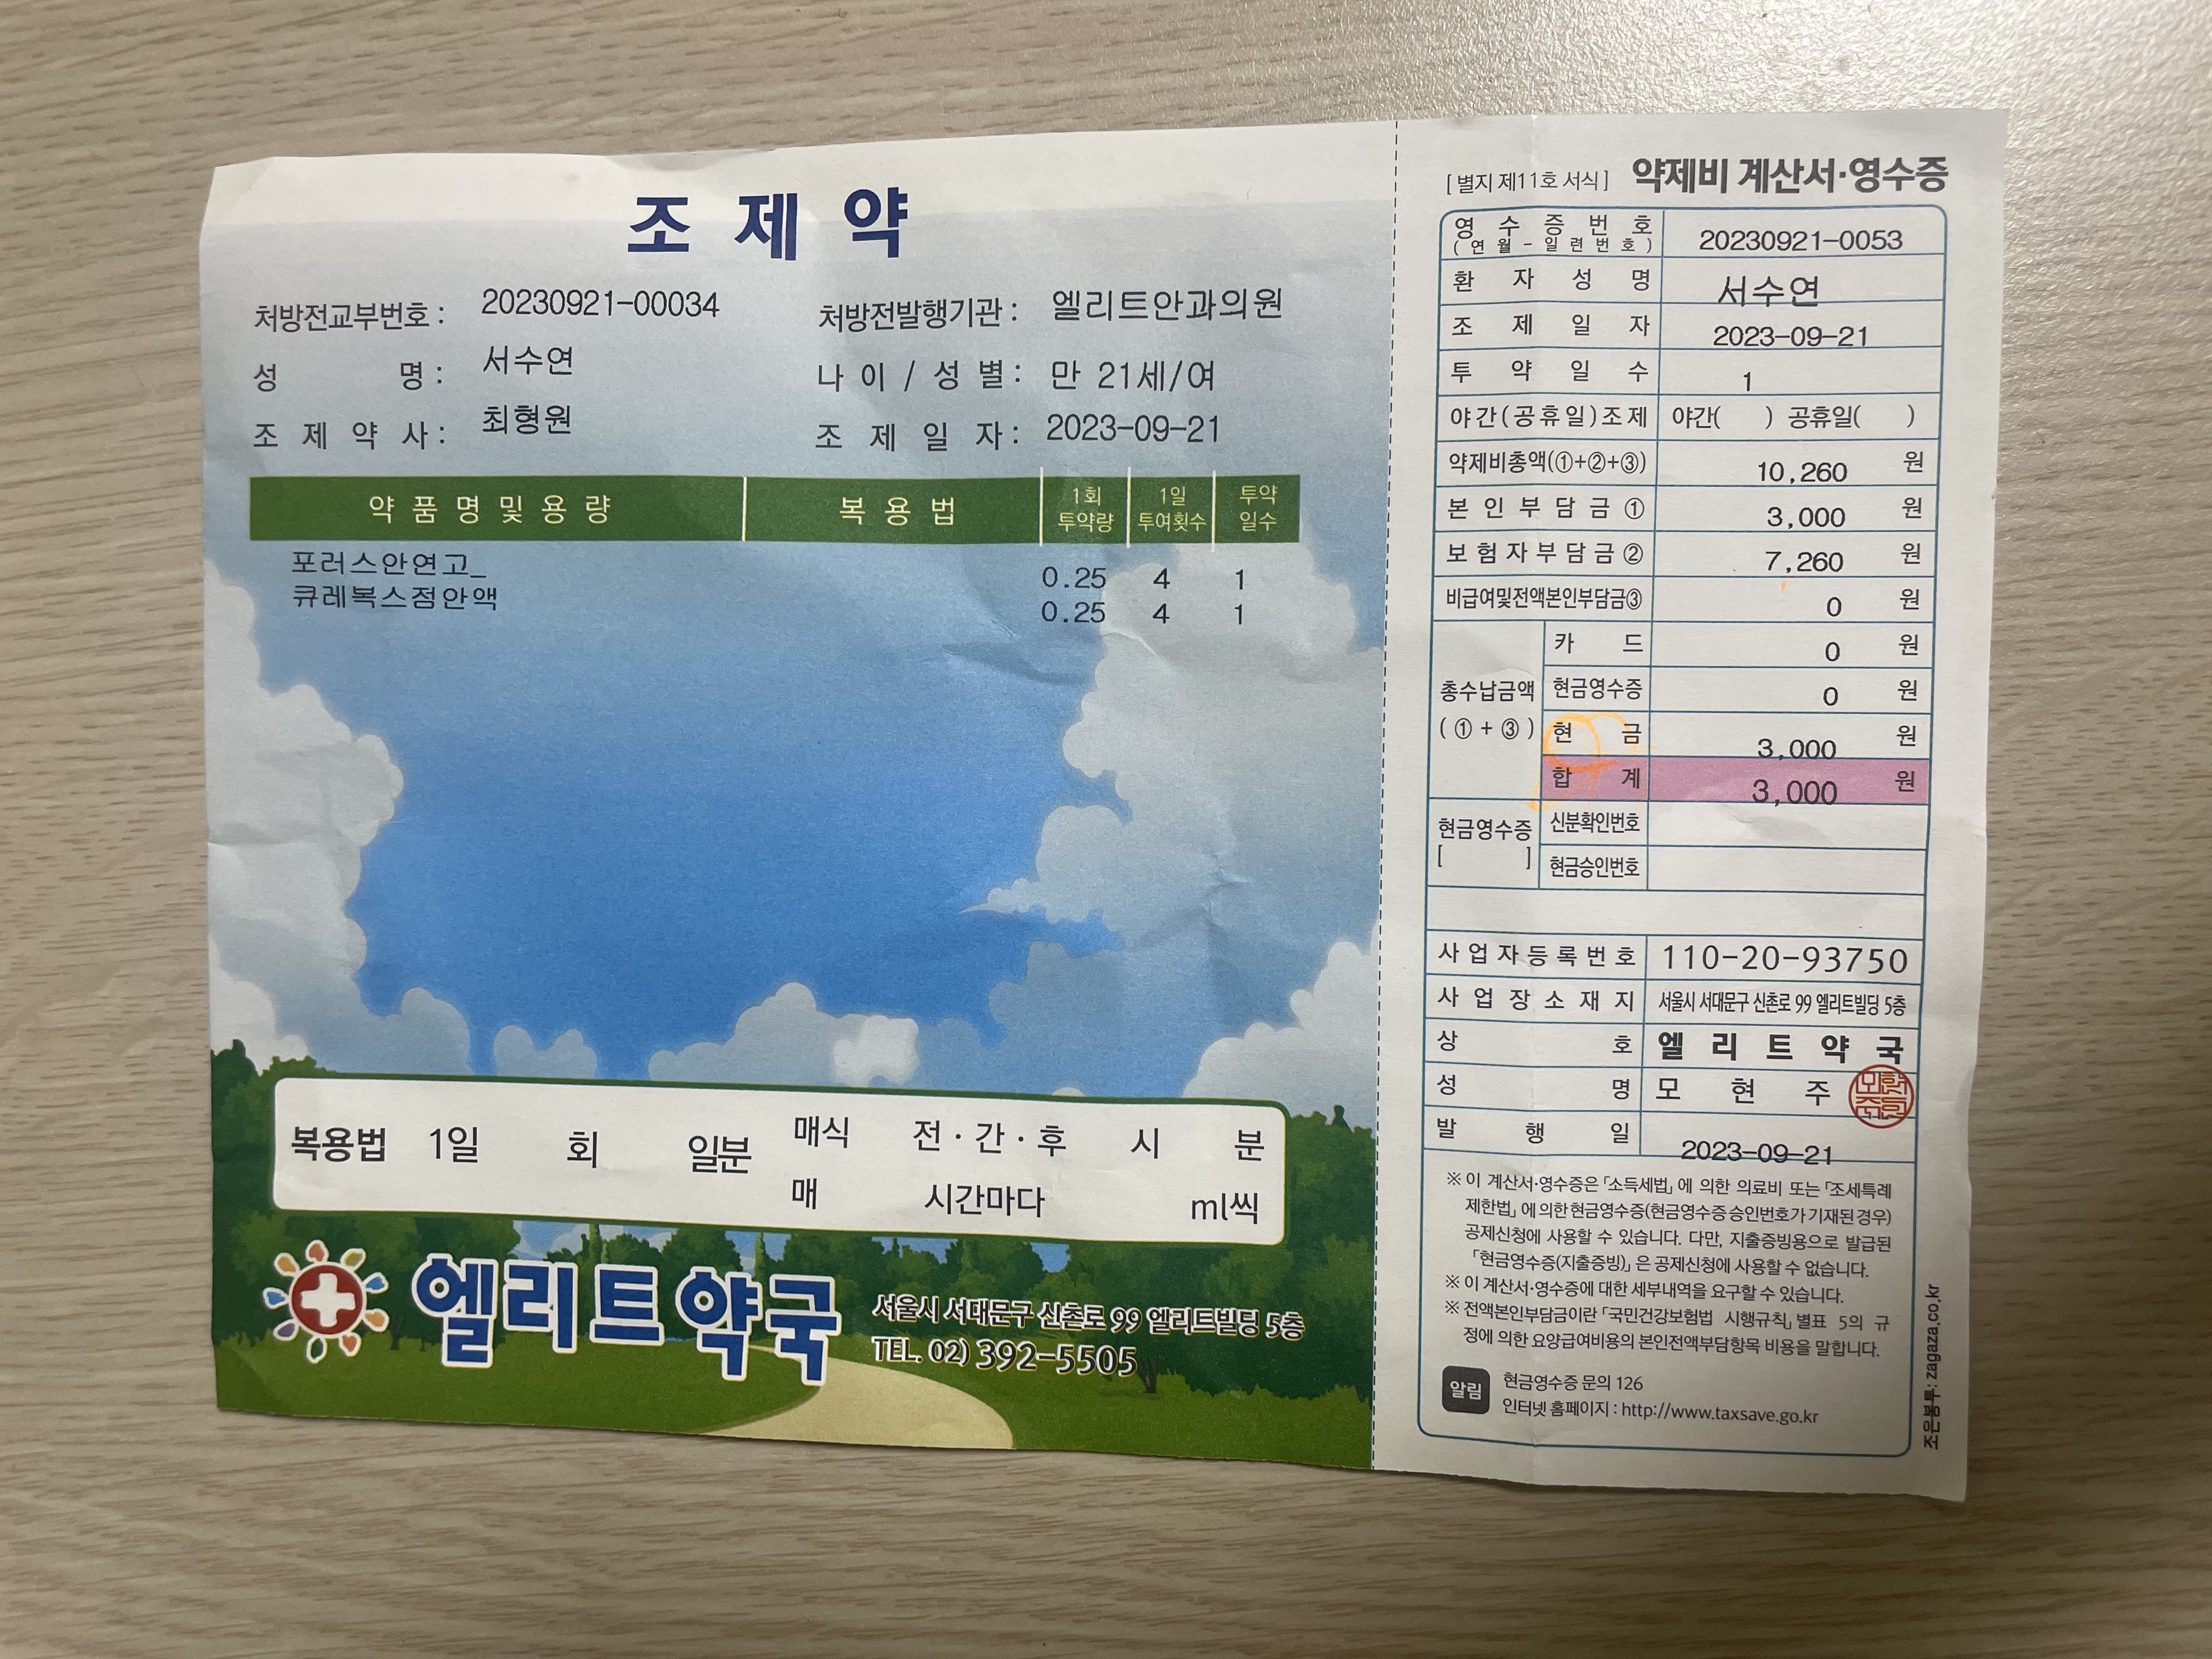 조 제 약
처방전교부번호 : 20230921-00034 처방전발행기관 : 엘리트안과의원
성 명 : 서수연 나 이 / 성 별 : 만 21세/여
조 제 약 사 : 최형원 조 제 일 자 : 2023-09-21
약 품 명 및 용 량 복 용 법 1회 투약량 1일 투여횟수 투약 일수
포러스안연고_ 0.25 4 1
큐레복스점안액 0.25 4 1
복용법 1일 회 일분 매식 전 · 간 · 후 시 분
매 시간마다 ml씩
엘리트약국
서울시 서대문구 신촌로 99 엘리트빌딩 5층
TEL. 02) 392-5505
[ 별지 제11호 서식 ] 약제비 계산서·영수증
영 수 증 번 호 (연 월 - 일 련 번 호) 20230921-0053
환 자 성 명 서수연
조 제 일 자 2023-09-21
투 약 일 수 1
야간(공휴일)조제 야간( ) 공휴일( )
약제비총액(①+②+③) 10,260 원
본 인 부 담 금 ① 3,000 원
보 험 자 부 담 금 ② 7,260 원
비급여및전액본인부담금③ 0 원
총수납금액 ( ① + ③ )
카 드 0 원
현금영수증 0 원
현 금 3,000 원
합 계 3,000 원
현금영수증 [ ]
신분확인번호
현금승인번호
사 업 자 등 록 번 호 110-20-93750
사 업 장 소 재 지 서울시 서대문구 신촌로 99 엘리트빌딩 5층
상 호 엘 리 트 약 국
성 명 모 현 주
발 행 일 2023-09-21
※ 이 계산서·영수증은 「소득세법」에 의한 의료비 또는 「조세특례
제한법」에 의한 현금영수증(현금영수증 승인번호가 기재된 경우)
공제신청에 사용할 수 있습니다. 다만, 지출증빙용으로 발급된
「현금영수증(지출증빙)」은 공제신청에 사용할 수 없습니다.
※ 이 계산서·영수증에 대한 세부내역을 요구할 수 있습니다.
※ 전액본인부담금이란 「국민건강보험법 시행규칙」 별표 5의 규
정에 의한 요양급여비용의 본인전액부담항목 비용을 말합니다.
알림 현금영수증 문의 126
인터넷 홈페이지 : http://www.taxsave.go.kr
조은봉투: zagaza.co.kr